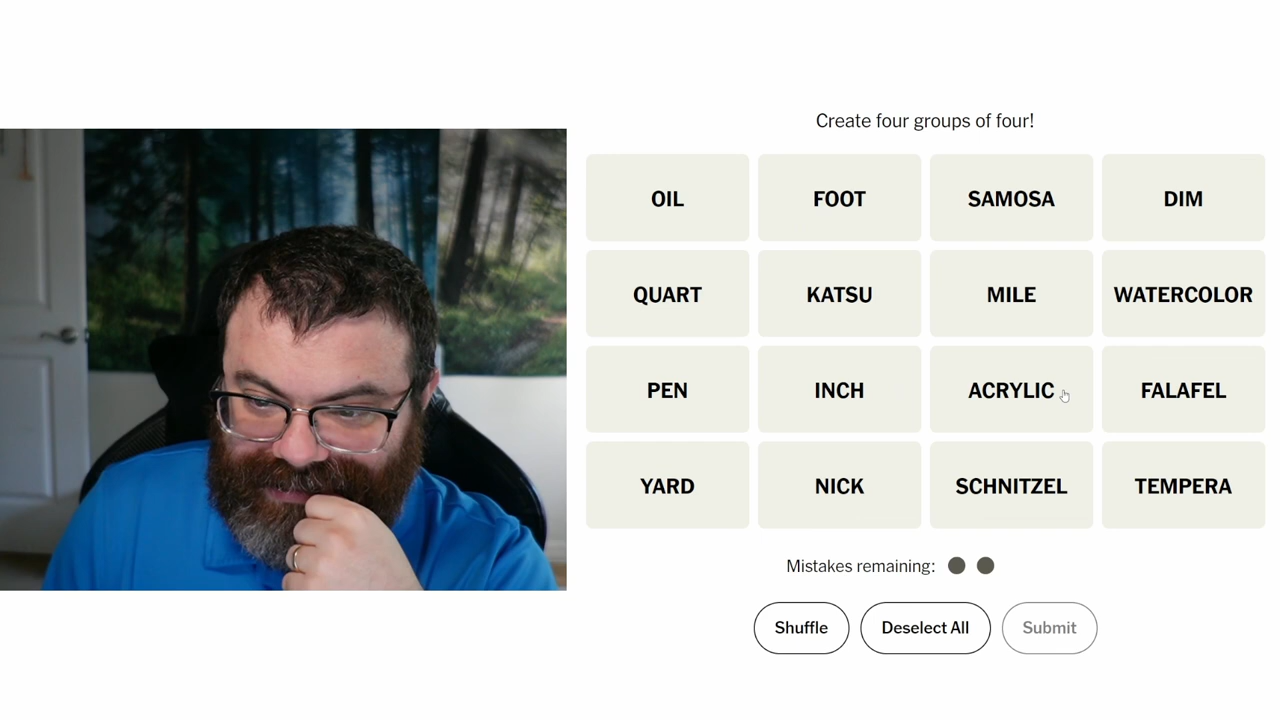 Create four groups of four!
OIL FOOT SAMOSA DIM
QUART KATSU MILE WATERCOLOR
PEN INCH ACRYLIC FALAFEL
YARD NICK SCHNITZEL TEMPERA
Mistakes remaining:
Shuffle Deselect All Submit